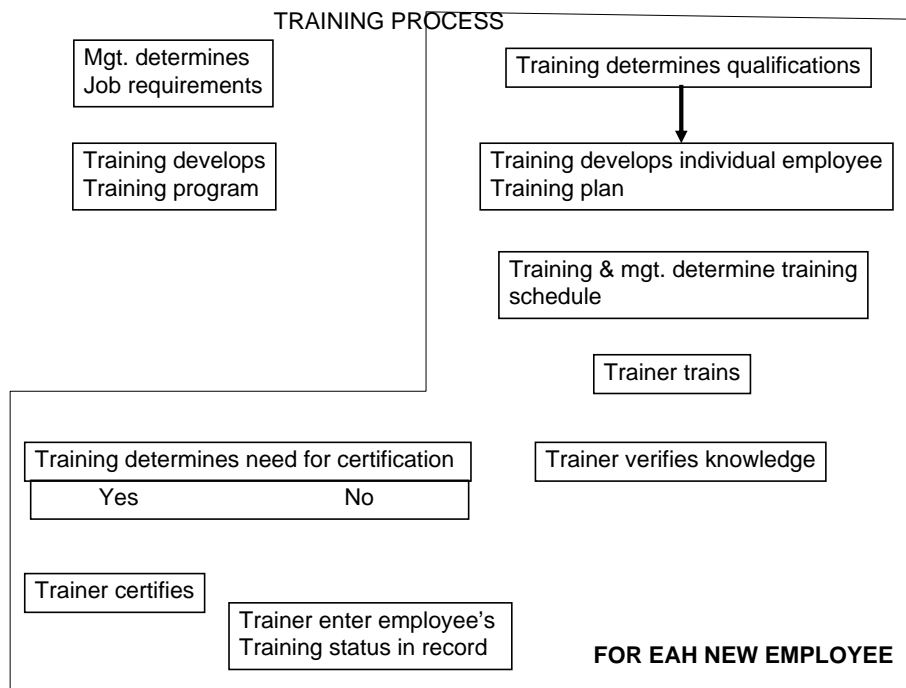 TRAINING PROCESS
Mgt. determines
Job requirements
Training develops
Training program
Training determines qualifications
Training develops individual employee
Training plan
Training & mgt. determine training
schedule
Trainer trains
Trainer verifies knowledge
Training determines need for certification
Yes No
Trainer certifies
Trainer enter employee's
Training status in record
FOR EAH NEW EMPLOYEE